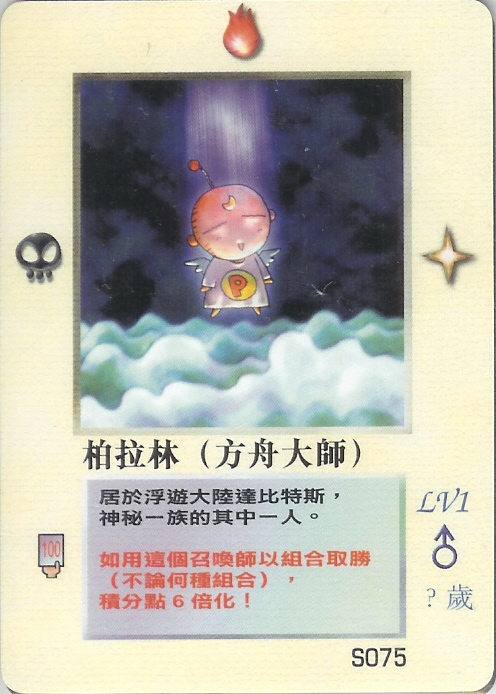 P
柏拉林（方舟大師）
居於浮遊大陸達比特斯，
神秘一族的其中一人。
如用這個召喚師以組合取勝
（不論何種組合），
積分點６倍化！
100
LV1
？歲
S075